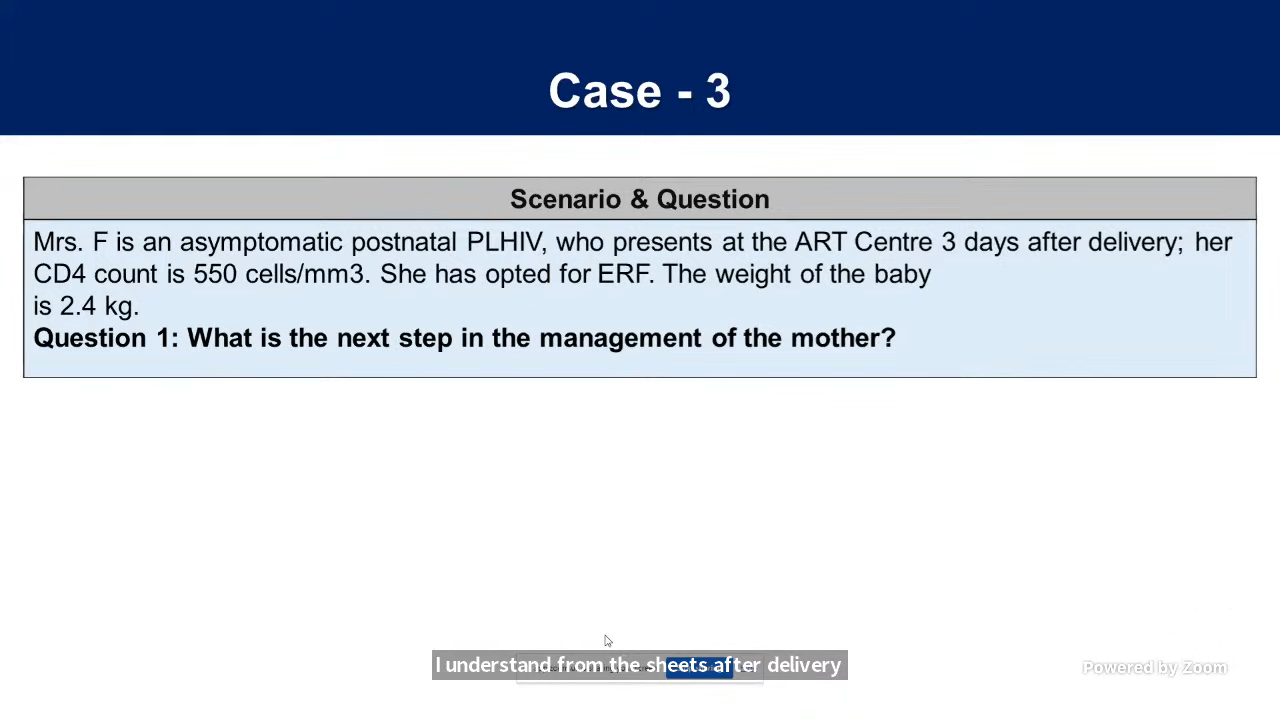 Case - 3
Scenario & Question
Mrs. F is an asymptomatic postnatal PLHIV, who presents at the ART Centre 3 days after delivery; her
CD4 count is 550 cells/mm3. She has opted for ERF. The weight of the baby
is 2.4 kg.
Question 1: What is the next step in the management of the mother?
I understand from the sheets after delivery
Powered by Zoom